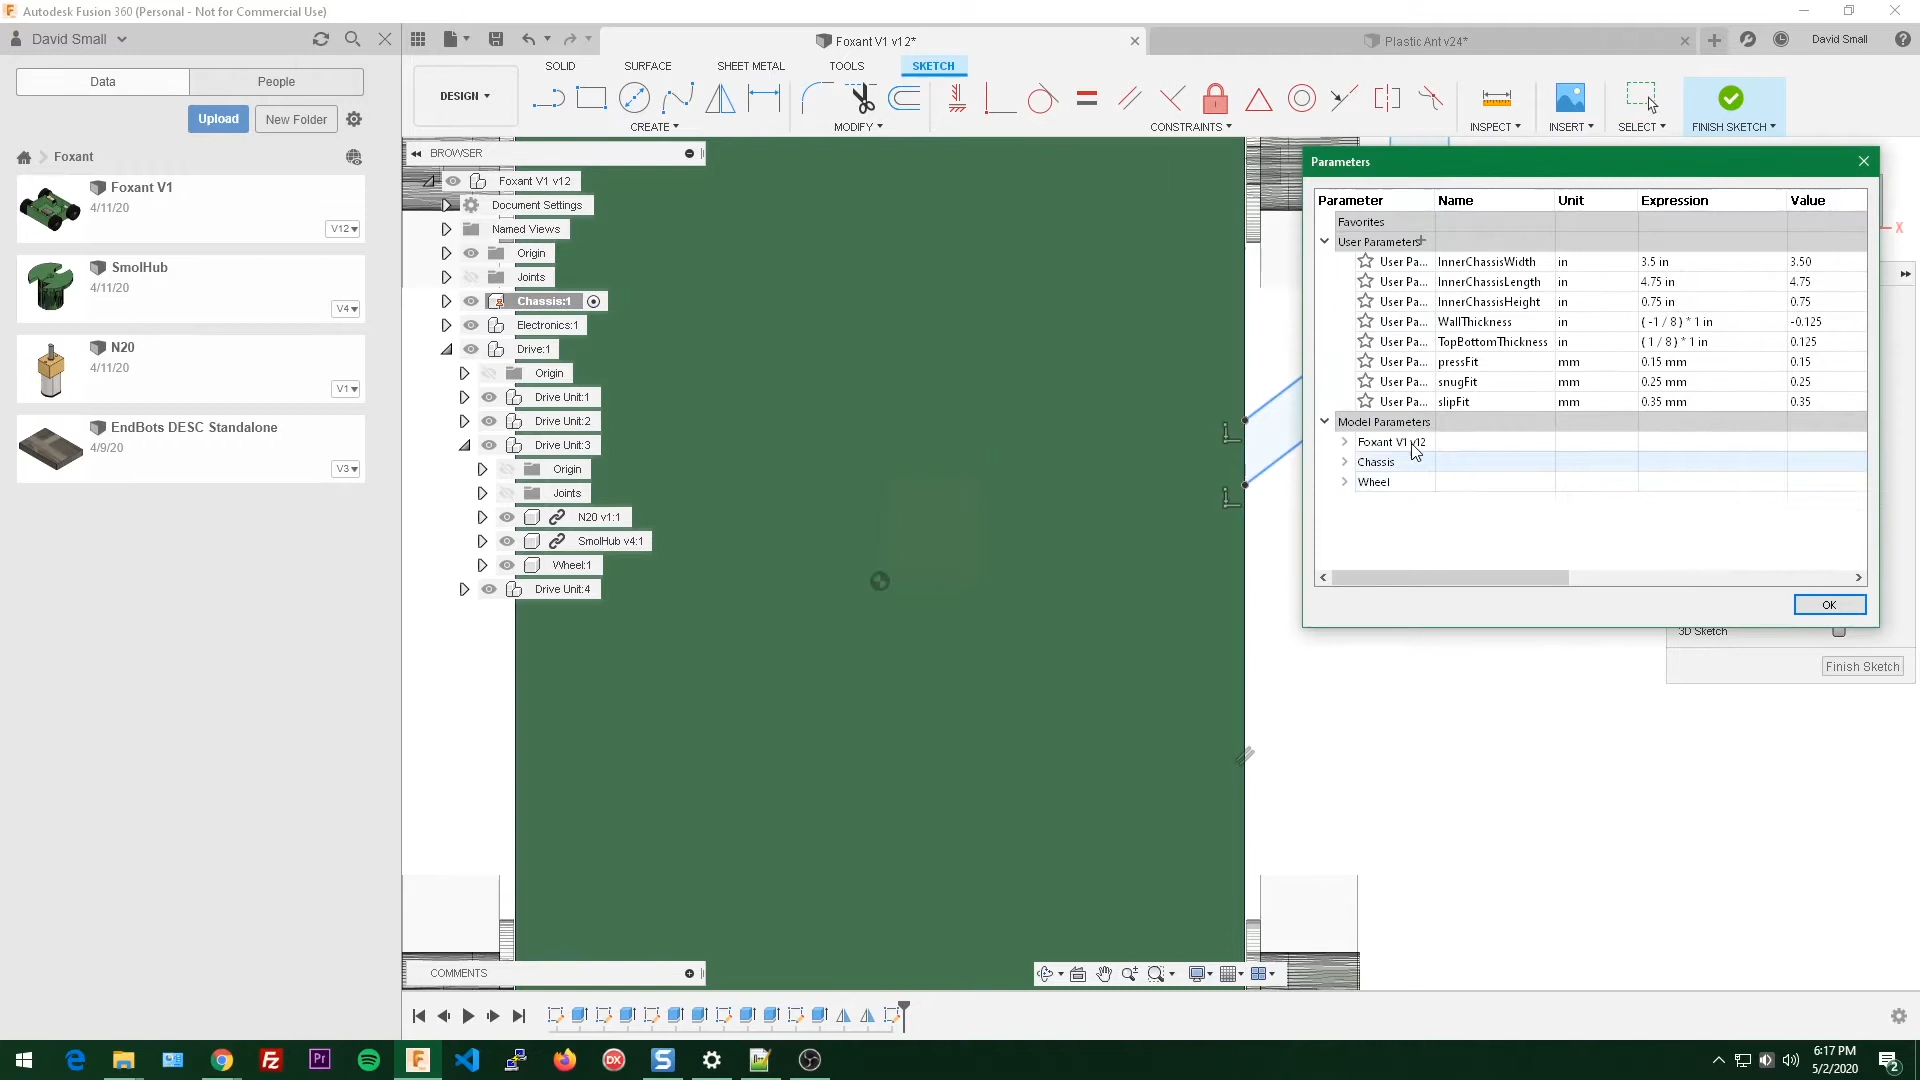 Autodesk Fusion 360 (Personal - Not for Commercial Use)
David Small
Foxant V1 v12*
Plastic Ant v24*
David Small
Data
People
Upload
New Folder
Foxant
Foxant V1
4/11/20
V12
SmolHub
4/11/20
V4
N20
4/11/20
V1
EndBots DESC Standalone
4/9/20
V3
SOLID
SURFACE
SHEET METAL
TOOLS
SKETCH
DESIGN
CREATE
MODIFY
CONSTRAINTS
INSPECT
INSERT
SELECT
FINISH SKETCH
BROWSER
Foxant V1 v12
Document Settings
Named Views
Origin
Joints
Chassis:1
Electronics:1
Drive:1
Origin
Drive Unit:1
Drive Unit:2
Drive Unit:3
Origin
Joints
N20 v1:1
SmolHub v4:1
Wheel:1
Drive Unit:4
Parameters
Parameter Name Unit Expression Value
Favorites
User Parameters
User Pa... InnerChassisWidth in 3.5 in 3.50
User Pa... InnerChassisLength in 4.75 in 4.75
User Pa... InnerChassisHeight in 0.75 in 0.75
User Pa... WallThickness in ( -1 / 8 ) * 1 in -0.125
User Pa... TopBottomThickness in ( 1 / 8 ) * 1 in 0.125
User Pa... pressFit mm 0.15 mm 0.15
User Pa... snugFit mm 0.25 mm 0.25
User Pa... slipFit mm 0.35 mm 0.35
Model Parameters
Foxant V1 v12
Chassis
Wheel
OK
X
3D Sketch
Finish Sketch
COMMENTS
6:17 PM
5/2/2020
2